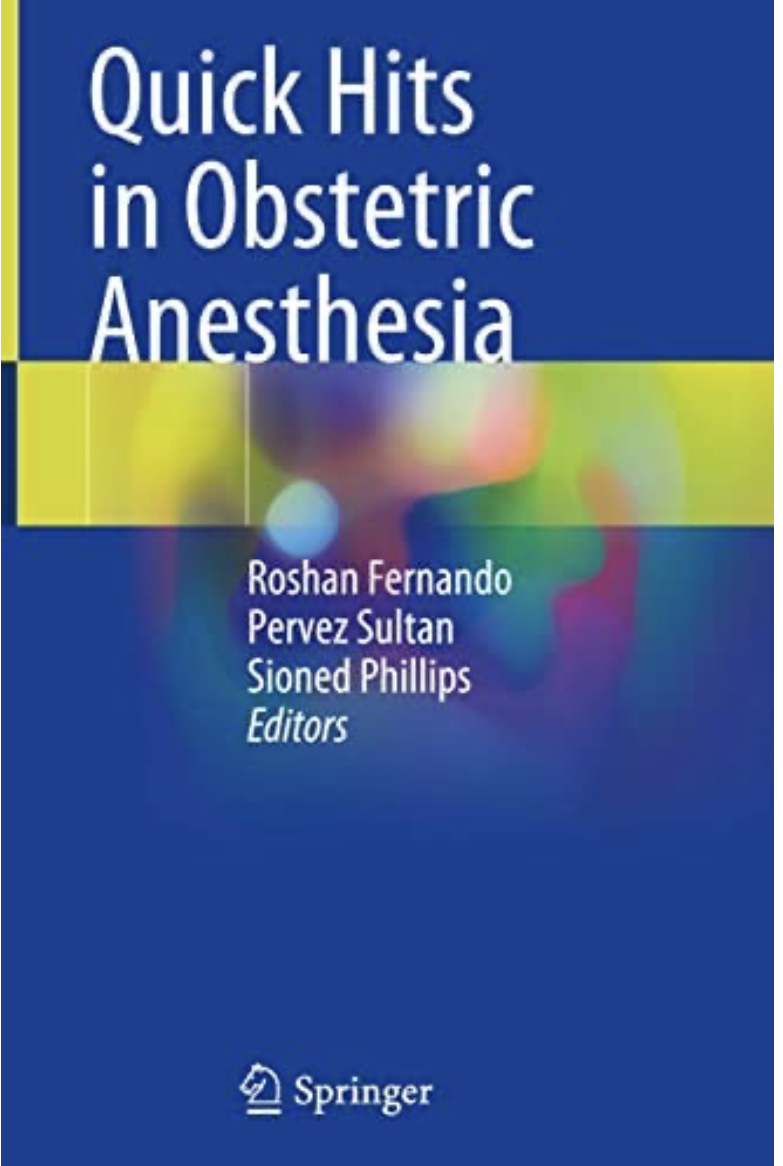 Quick Hits
in Obstetric
Anesthesia
Roshan Fernando
Pervez Sultan
Sioned Phillips
Editors
Springer